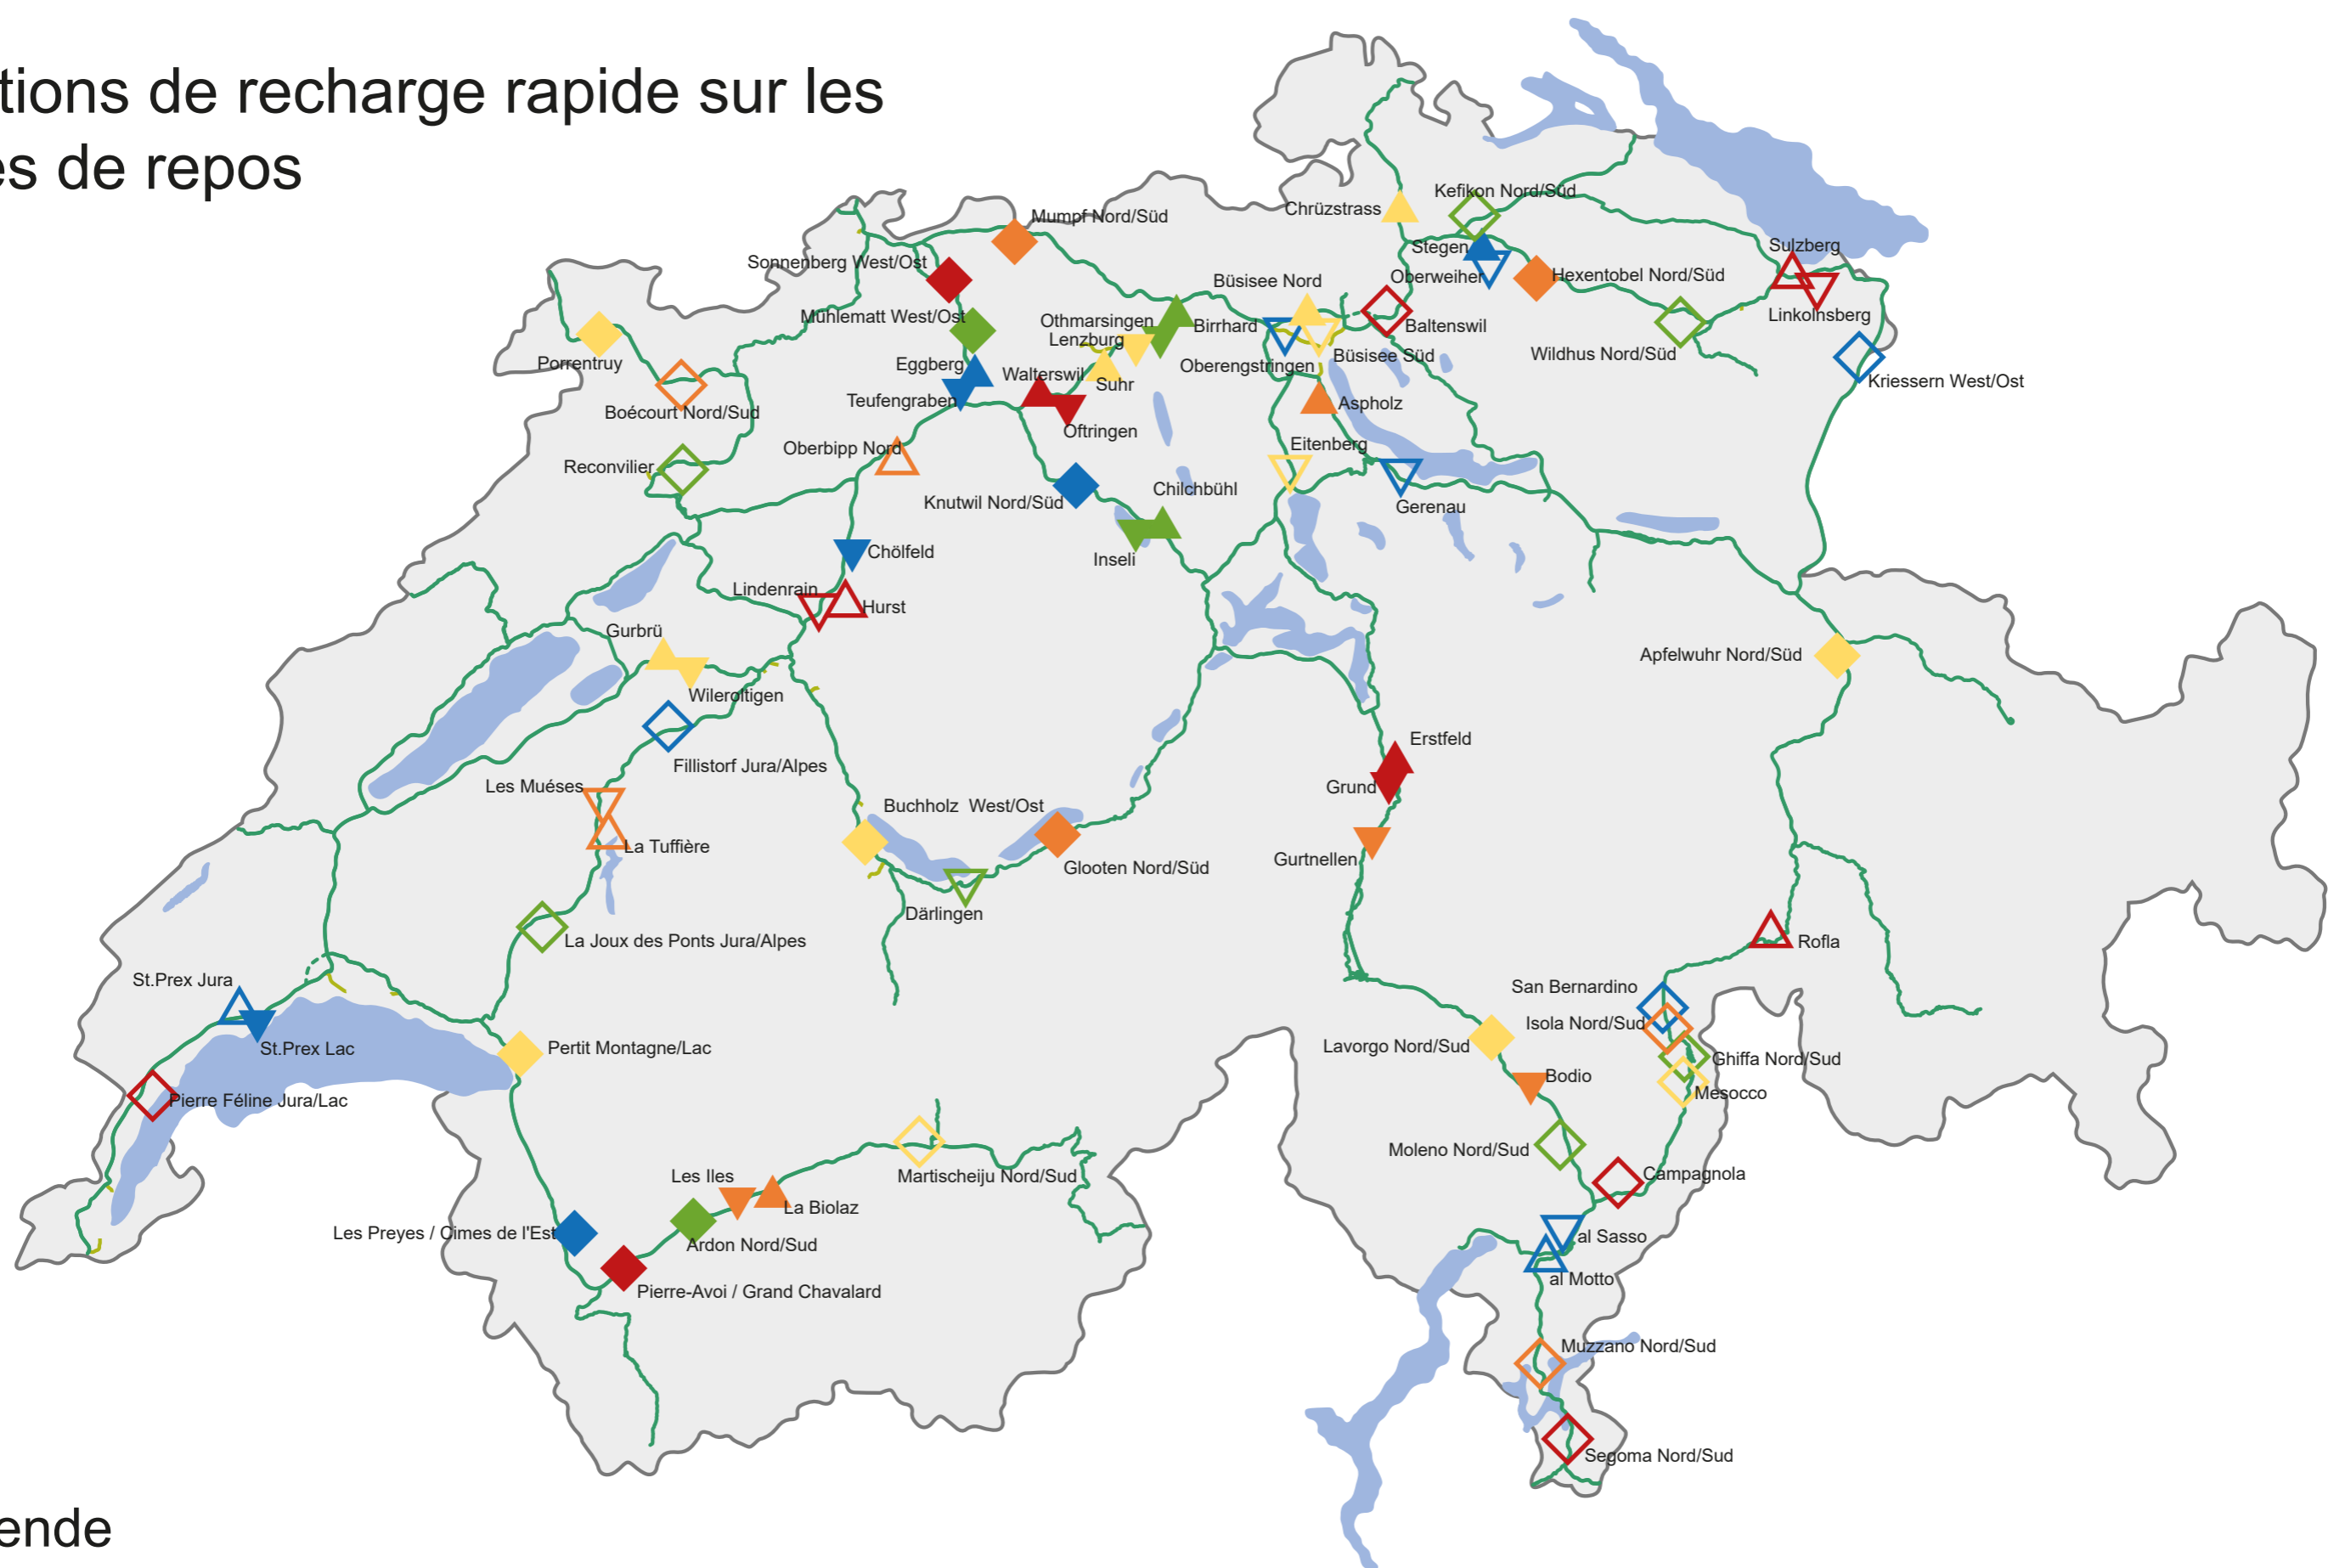 tions de recharge rapide sur les
es de repos
Mumpf Nord/Süd
Chrüzstrass
Kefikon Nord/Süd
Sonnenberg West/Ost
Stegen
Sulzberg
Oberweiher
Hexentobel Nord/Süd
Büsisee Nord
Mühlematt West/Ost
Othmarsingen
Birrhard
Baltenswil
Linkolnsberg
Lenzburg
Porrentruy
Eggberg
Oberengstringen
Büsisee Süd
Wildhus Nord/Süd
Walterswil
Suhr
Kriessern West/Ost
Teufengraben
Aspholz
Boécourt Nord/Sud
Oftringen
Oberbipp Nord
Eitenberg
Reconvilier
Chilchbühl
Knutwil Nord/Süd
Gerenau
Chölfeld
Inseli
Lindenrain
Hurst
Gurbrü
Apfelwuhr Nord/Süd
Wileroltigen
Erstfeld
Fillistorf Jura/Alpes
Les Muéses
Grund
Buchholz West/Ost
La Tuffière
Gurtnellen
Glooten Nord/Süd
Därlingen
La Joux des Ponts Jura/Alpes
Rofla
St.Prex Jura
San Bernardino
Isola Nord/Sud
St.Prex Lac
Pertit Montagne/Lac
Lavorgo Nord/Sud
Ghiffa Nord/Sud
Bodio
Mesocco
Pierre Féline Jura/Lac
Moleno Nord/Sud
Campagnola
Les Iles
Martischeiju Nord/Sud
La Biolaz
Les Preyes / Cimes de l'Est
Ardon Nord/Sud
al Sasso
al Motto
Pierre-Avoi / Grand Chavalard
Muzzano Nord/Sud
Segoma Nord/Sud
ende